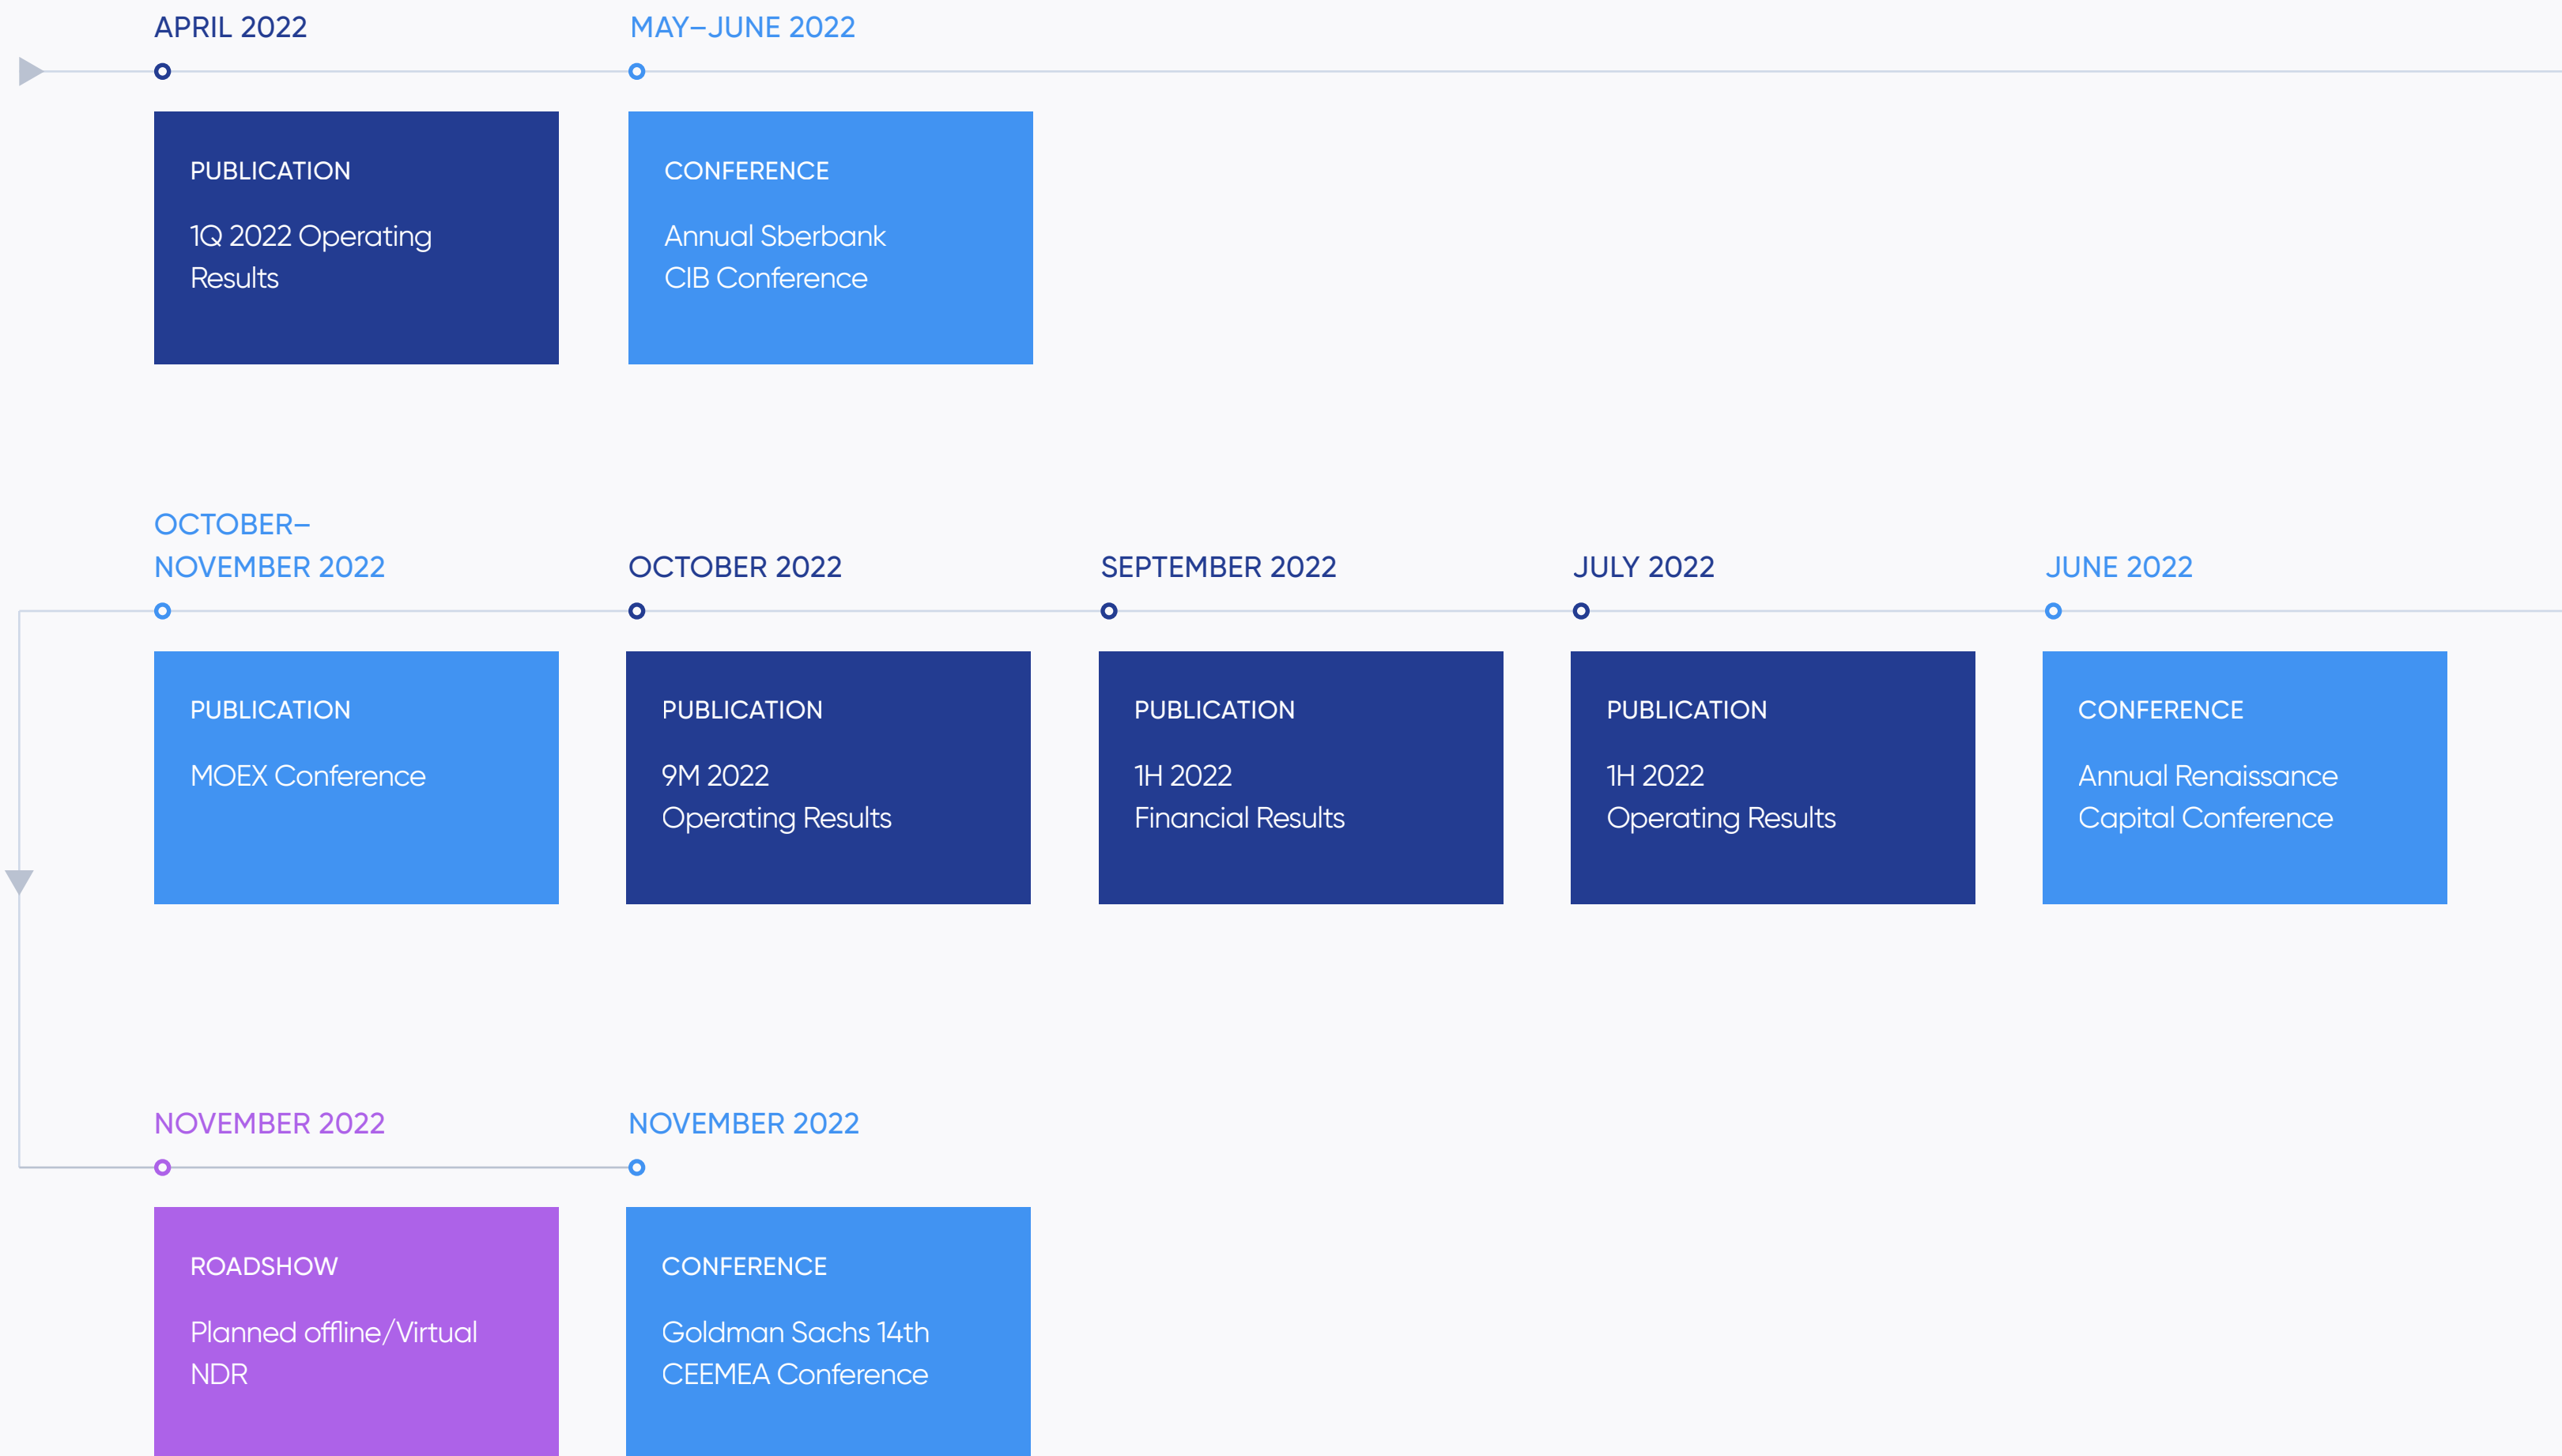 APRIL 2022
PUBLICATION
1Q 2022 Operating
Results
MAY–JUNE 2022
CONFERENCE
Annual Sberbank
CIB Conference
OCTOBER–
NOVEMBER 2022
PUBLICATION
MOEX Conference
OCTOBER 2022
PUBLICATION
9M 2022
Operating Results
SEPTEMBER 2022
PUBLICATION
1H 2022
Financial Results
JULY 2022
PUBLICATION
1H 2022
Operating Results
JUNE 2022
CONFERENCE
Annual Renaissance
Capital Conference
NOVEMBER 2022
ROADSHOW
Planned offline/Virtual
NDR
NOVEMBER 2022
CONFERENCE
Goldman Sachs 14th
CEEMEA Conference